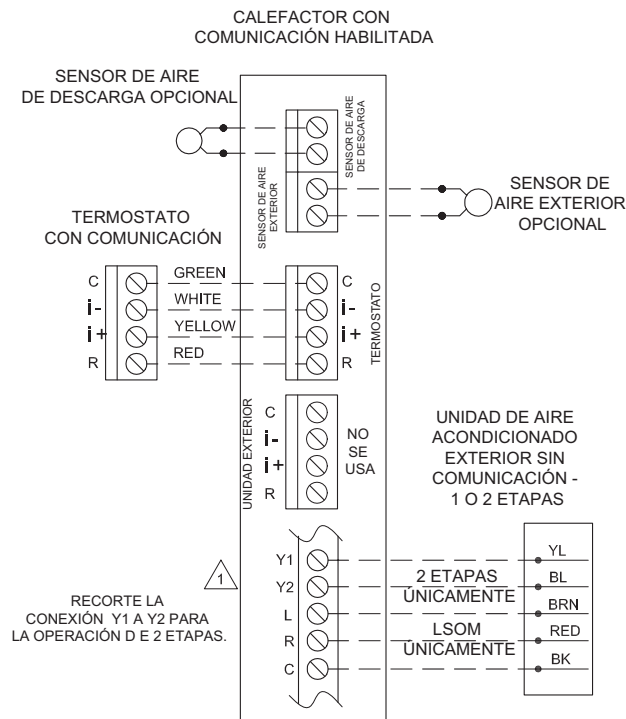 CALEFACTOR CON
COMUNICACIÓN HABILITADA
SENSOR DE AIRE
DE DESCARGA OPCIONAL
SENSOR DE AIRE
DE DESCARGA
SENSOR DE AIRE
EXTERIOR
SENSOR DE
AIRE EXTERIOR
OPCIONAL
TERMOSTATO
CON COMUNICACIÓN
C
i-
i+
R
GREEN
WHITE
YELLOW
RED
C
i-
i+
R
TERMOSTATO
UNIDAD EXTERIOR
C
i-
i+
R
NO
SE
USA
UNIDAD DE AIRE
ACONDICIONADO
EXTERIOR SIN
COMUNICACIÓN -
1 O 2 ETAPAS
1
RECORTE LA
CONEXIÓN Y1 A Y2 PARA
LA OPERACIÓN D E 2 ETAPAS.
Y1
Y2
L
R
C
2 ETAPAS
ÚNICAMENTE
LSOM
ÚNICAMENTE
YL
BL
BRN
RED
BK